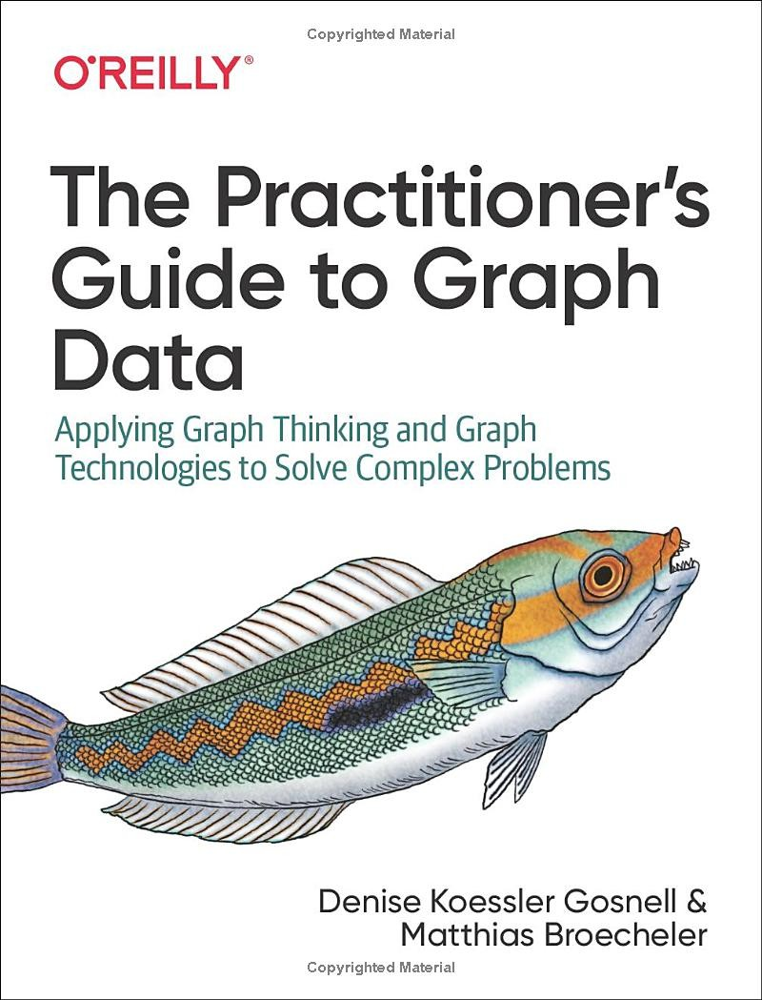 Copyrighted Material
O'REILLY®
The Practitioner's
Guide to Graph
Data
Applying Graph Thinking and Graph
Technologies to Solve Complex Problems
Denise Koessler Gosnell &
Matthias Broecheler
Copyrighted Material